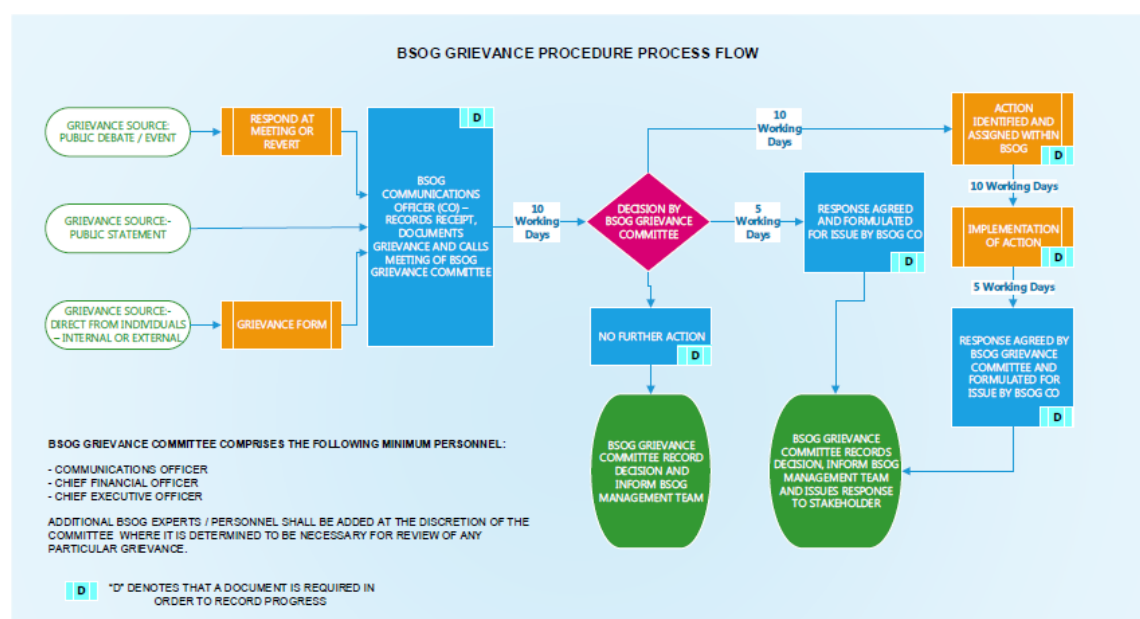 BSOG GRIEVANCE PROCEDURE PROCESS FLOW
GRIEVANCE SOURCE:
PUBLIC DEBATE / EVENT
RESPOND AT
MEETING OR
REVERT
GRIEVANCE SOURCE:-
PUBLIC STATEMENT
GRIEVANCE SOURCE:-
DIRECT FROM INDIVIDUALS
– INTERNAL OR EXTERNAL
GRIEVANCE FORM
D
BSOG
COMMUNICATIONS
OFFICER (CO) –
RECORDS RECEIPT,
DOCUMENTS
GRIEVANCE AND CALLS
MEETING OF BSOG
GRIEVANCE COMMITTEE
10
Working
Days
DECISION BY
BSOG GRIEVANCE
COMMITTEE
10
Working
Days
ACTION
IDENTIFIED AND
ASSIGNED WITHIN
BSOG
D
10 Working Days
IMPLEMENTATION
OF ACTION
D
5 Working Days
RESPONSE AGREED BY
BSOG GRIEVANCE
COMMITTEE AND
FORMULATED FOR
ISSUE BY BSOG CO
D
5
Working
Days
RESPONSE AGREED
AND FORMULATED
FOR ISSUE BY BSOG CO
D
NO FURTHER ACTION
D
BSOG GRIEVANCE
COMMITTEE RECORD
DECISION AND
INFORM BSOG
MANAGEMENT TEAM
BSOG GRIEVANCE
COMMITTEE RECORDS
DECISION, INFORM BSOG
MANAGEMENT TEAM
AND ISSUES RESPONSE
TO STAKEHOLDER
BSOG GRIEVANCE COMMITTEE COMPRISES THE FOLLOWING MINIMUM PERSONNEL:
- COMMUNICATIONS OFFICER
- CHIEF FINANCIAL OFFICER
- CHIEF EXECUTIVE OFFICER
ADDITIONAL BSOG EXPERTS / PERSONNEL SHALL BE ADDED AT THE DISCRETION OF THE
COMMITTEE WHERE IT IS DETERMINED TO BE NECESSARY FOR REVIEW OF ANY
PARTICULAR GRIEVANCE.
D
"D" DENOTES THAT A DOCUMENT IS REQUIRED IN
ORDER TO RECORD PROGRESS